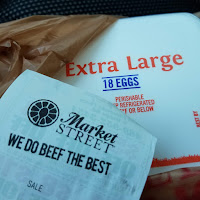 Extra Large
18 EGGS
PERISHABLE
REFRIGERATED
OR BELOW
Market
STREET
WE DO BEEF THE BEST.
SALE